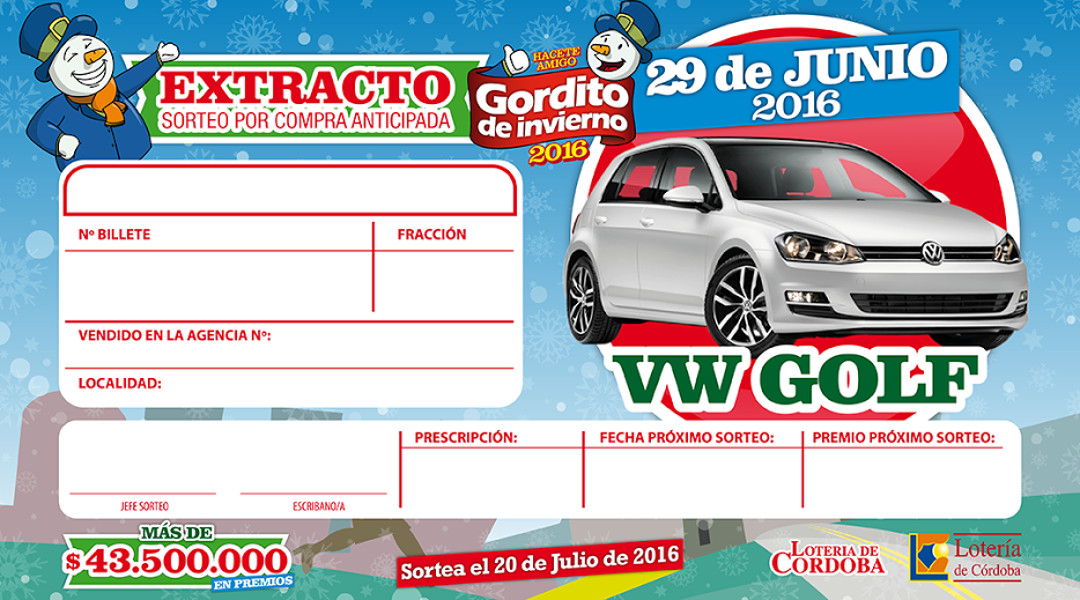 EXTRACTO
SORTEO POR COMPRA ANTICIPADA
HACETE
AMIGO
Gordito
de invierno
2016
29 de JUNIO
2016
Nº BILLETE
FRACCIÓN
VENDIDO EN LA AGENCIA Nº:
LOCALIDAD:
VW GOLF
JEFE SORTEO
ESCRIBANO/A
PRESCRIPCIÓN:
FECHA PRÓXIMO SORTEO:
PREMIO PRÓXIMO SORTEO:
MÁS DE
$ 43.500.000
EN PREMIOS
Sortea el 20 de Julio de 2016
LOTERIA DE
CORDOBA
Lotería
de Córdoba